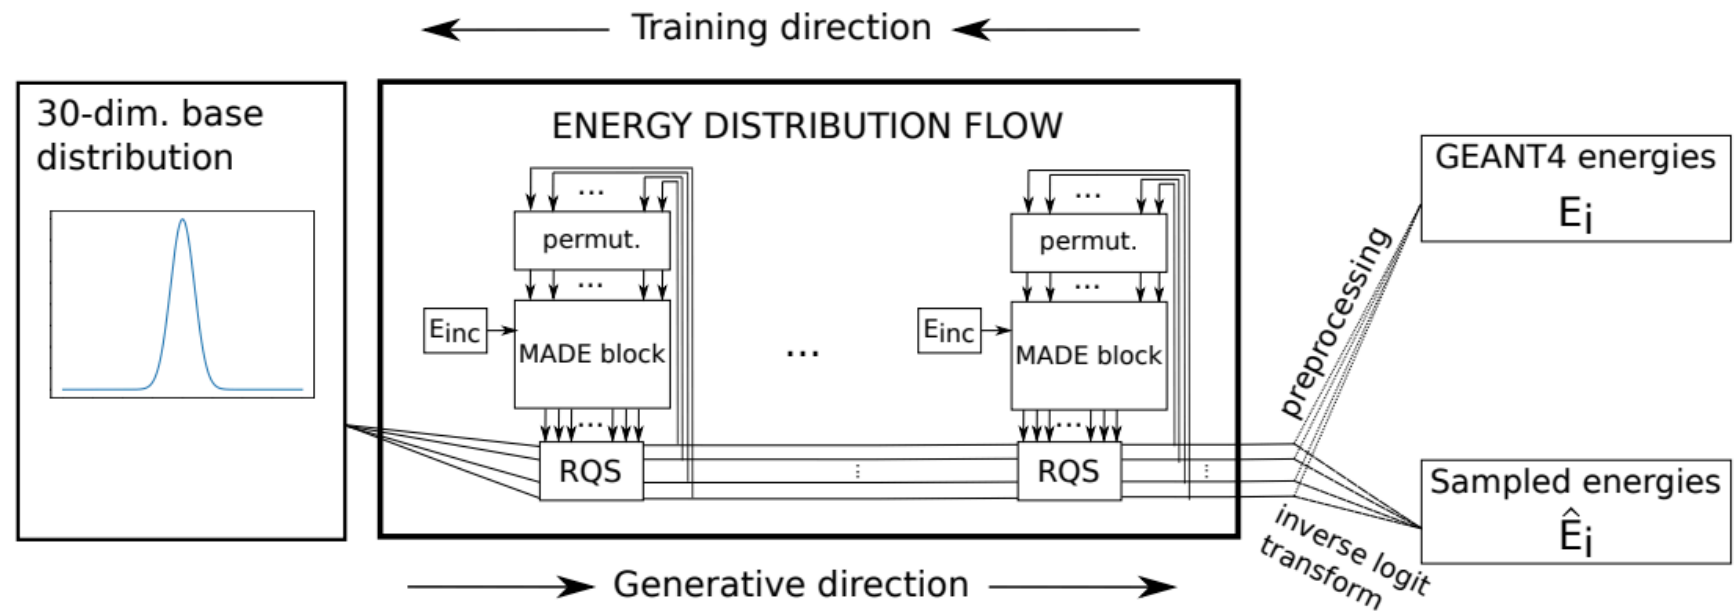 Training direction
30-dim. base
distribution
ENERGY DISTRIBUTION FLOW
...
permut.
...
Einc
MADE block
...
RQS
...
...
permut.
...
Einc
MADE block
...
RQS
...
...
preprocessing
inverse logit
transform
GEANT4 energies
Ei
Sampled energies
Êi
Generative direction